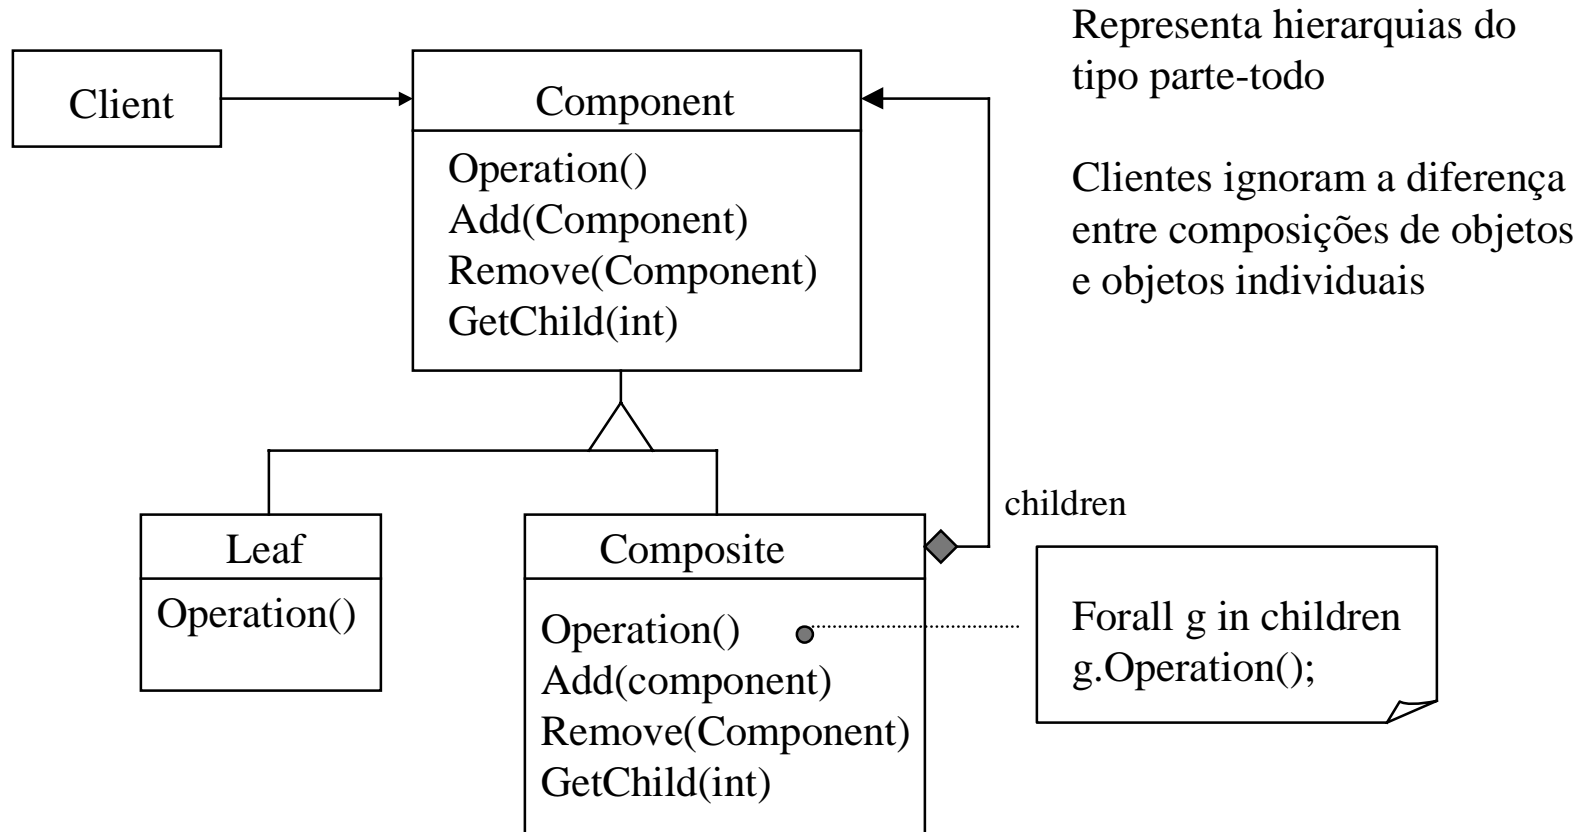 Representa hierarquias do
tipo parte-todo
Clientes ignoram a diferença
entre composições de objetos
e objetos individuais
Client
Component
Operation()
Add(Component)
Remove(Component)
GetChild(int)
children
Leaf
Operation()
Composite
Operation()
Add(component)
Remove(Component)
GetChild(int)
Forall g in children
g.Operation();